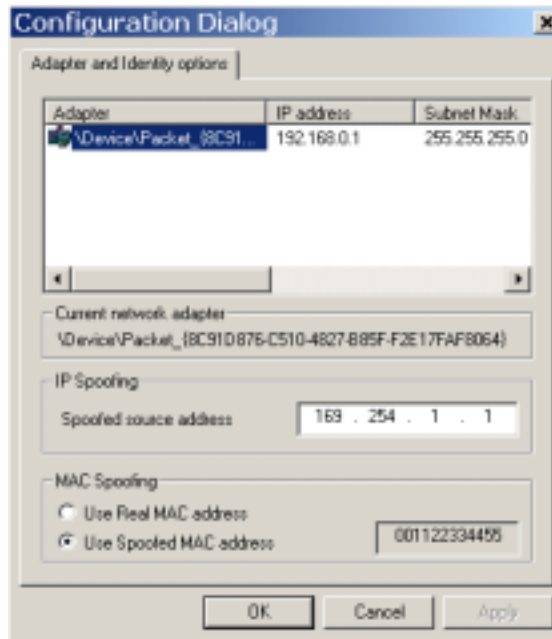 Configuration Dialog
Adapter and Identity options
Adapter IP address Subnet Mask
\Device\Packet_{8C91... 192.168.0.1 255.255.255.0
Current network adapter
\Device\Packet_{8C91D876-C510-4827-B85F-F2E17FAF8064}
IP Spoofing
Spoofed source address 169 . 254 . 1 . 1
MAC Spoofing
Use Real MAC address
Use Spoofed MAC address 001122334455
OK Cancel Apply